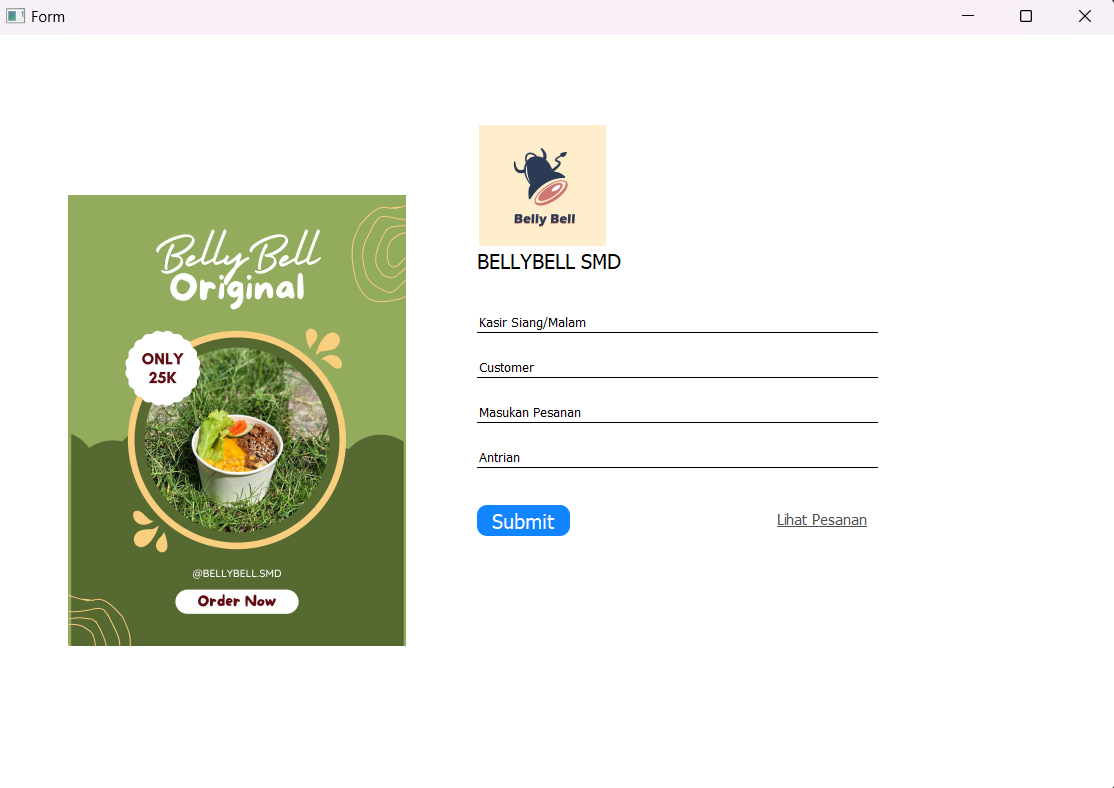 Form
Belly Bell
Original
ONLY
25K
@BELLYBELL.SMD
Order Now
Belly Bell
BELLYBELL SMD
Kasir Siang/Malam
Customer
Masukan Pesanan
Antrian
Submit
Lihat Pesanan